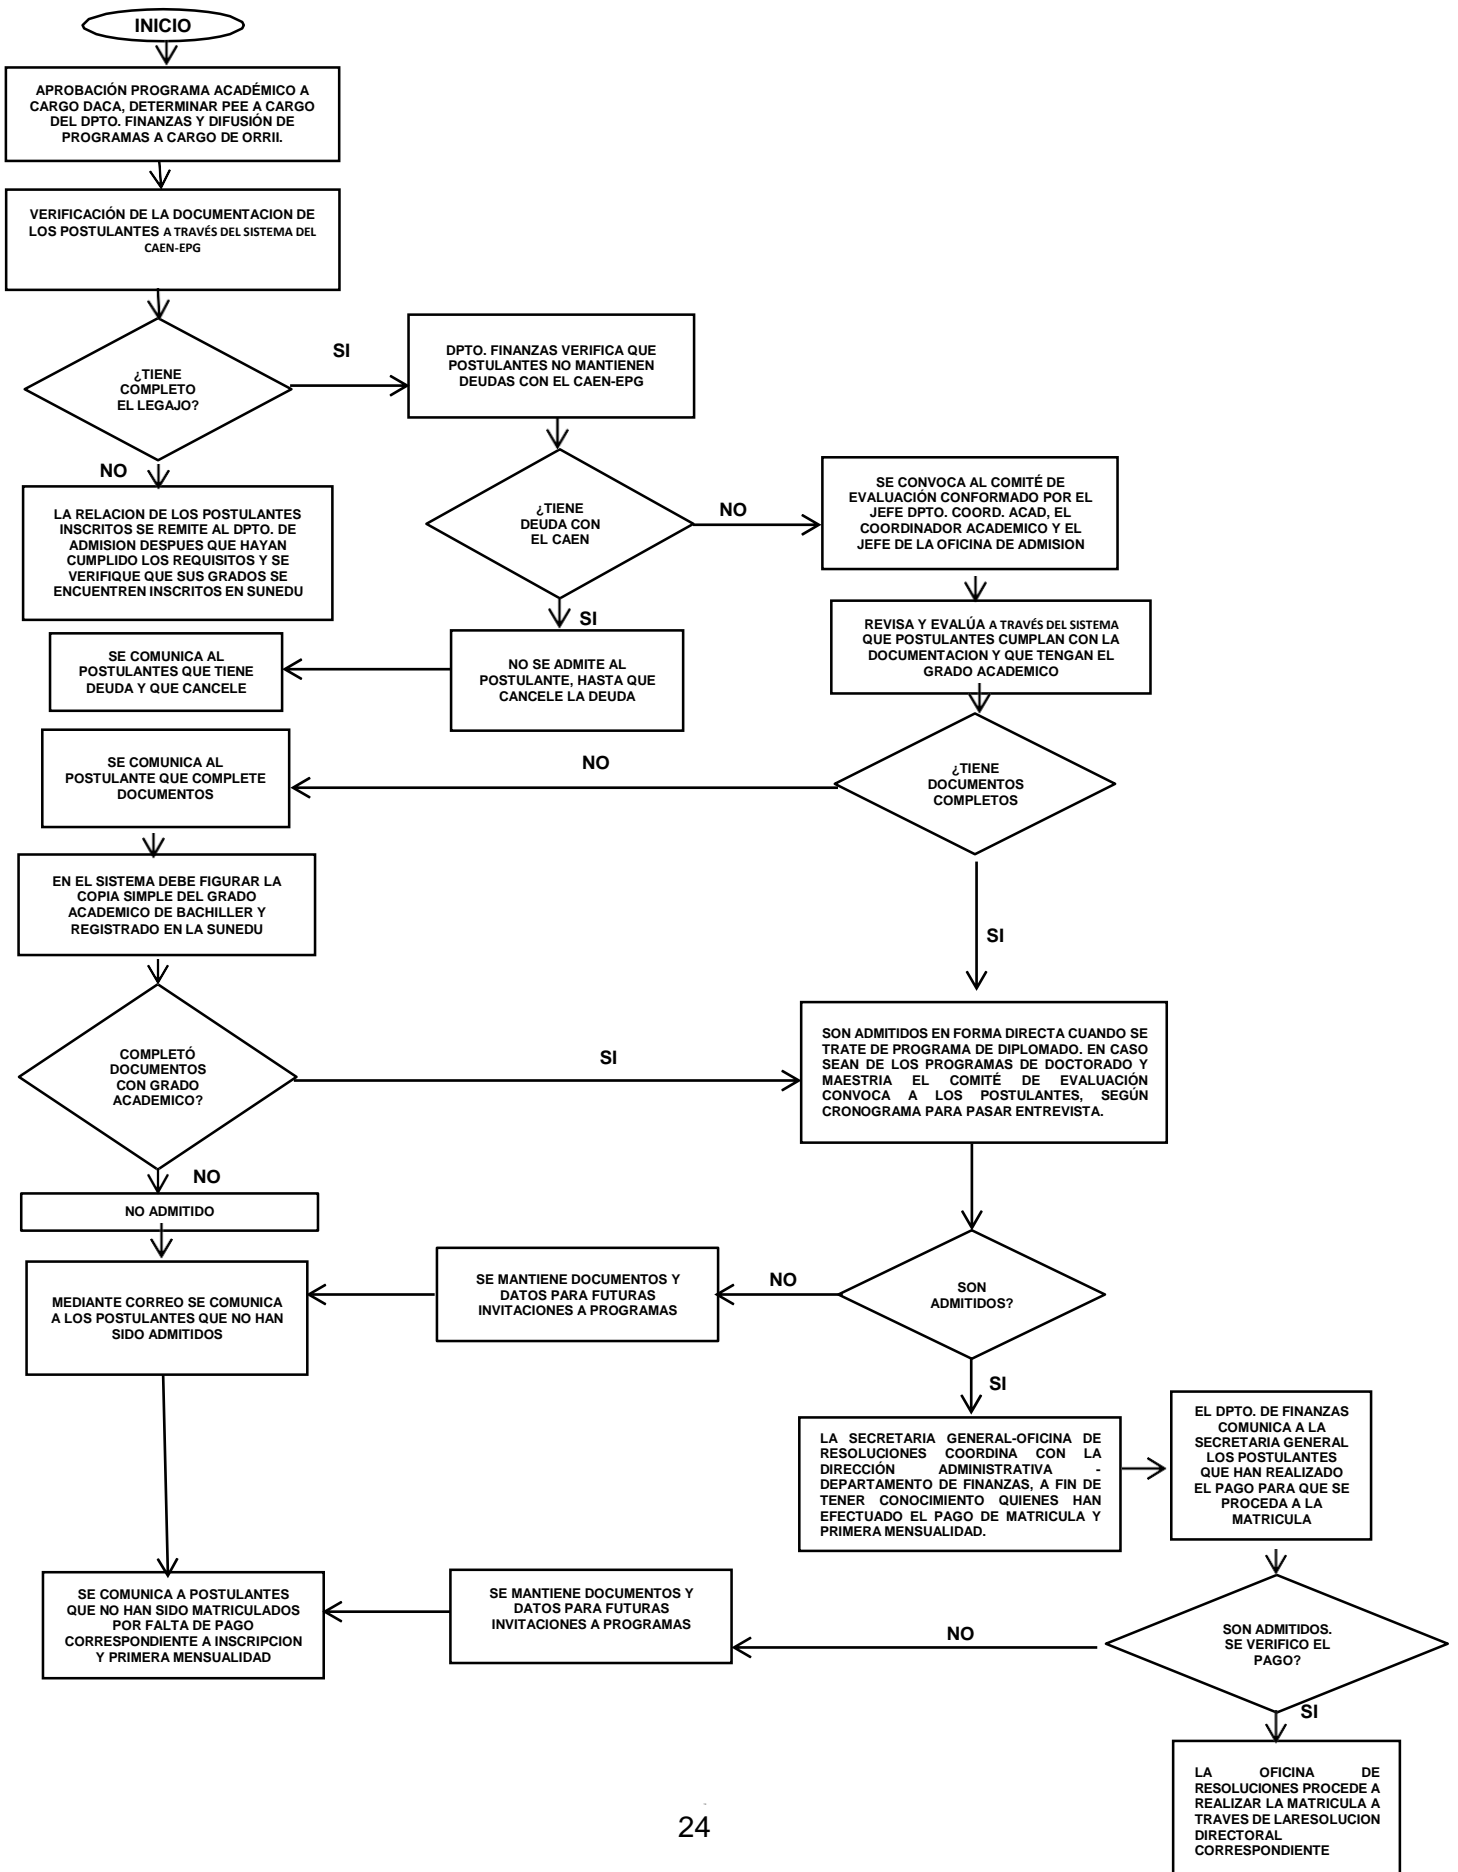 INICIO
APROBACIÓN PROGRAMA ACADÉMICO A
CARGO DACA, DETERMINAR PEE A CARGO
DEL DPTO. FINANZAS Y DIFUSIÓN DE
PROGRAMAS A CARGO DE ORRII.
VERIFICACIÓN DE LA DOCUMENTACION DE
LOS POSTULANTES A TRAVÉS DEL SISTEMA DEL
CAEN-EPG
¿TIENE
COMPLETO
EL LEGAJO?
SI
DPTO. FINANZAS VERIFICA QUE
POSTULANTES NO MANTIENEN
DEUDAS CON EL CAEN-EPG
NO
LA RELACION DE LOS POSTULANTES
INSCRITOS SE REMITE AL DPTO. DE
ADMISION DESPUES QUE HAYAN
CUMPLIDO LOS REQUISITOS Y SE
VERIFIQUE QUE SUS GRADOS SE
ENCUENTREN INSCRITOS EN SUNEDU
¿TIENE
DEUDA CON
EL CAEN
NO
SE CONVOCA AL COMITÉ DE
EVALUACIÓN CONFORMADO POR EL
JEFE DPTO. COORD. ACAD, EL
COORDINADOR ACADEMICO Y EL
JEFE DE LA OFICINA DE ADMISION
SI
NO SE ADMITE AL
POSTULANTE, HASTA QUE
CANCELE LA DEUDA
SE COMUNICA AL
POSTULANTES QUE TIENE
DEUDA Y QUE CANCELE
REVISA Y EVALÚA A TRAVÉS DEL SISTEMA
QUE POSTULANTES CUMPLAN CON LA
DOCUMENTACION Y QUE TENGAN EL
GRADO ACADEMICO
¿TIENE
DOCUMENTOS
COMPLETOS
NO
SE COMUNICA AL
POSTULANTE QUE COMPLETE
DOCUMENTOS
EN EL SISTEMA DEBE FIGURAR LA
COPIA SIMPLE DEL GRADO
ACADEMICO DE BACHILLER Y
REGISTRADO EN LA SUNEDU
SI
COMPLETÓ
DOCUMENTOS
CON GRADO
ACADEMICO?
SI
SON ADMITIDOS EN FORMA DIRECTA CUANDO SE
TRATE DE PROGRAMA DE DIPLOMADO. EN CASO
SEAN DE LOS PROGRAMAS DE DOCTORADO Y
MAESTRIA EL COMITÉ DE EVALUACIÓN
CONVOCA A LOS POSTULANTES, SEGÚN
CRONOGRAMA PARA PASAR ENTREVISTA.
NO
NO ADMITIDO
MEDIANTE CORREO SE COMUNICA
A LOS POSTULANTES QUE NO HAN
SIDO ADMITIDOS
SE MANTIENE DOCUMENTOS Y
DATOS PARA FUTURAS
INVITACIONES A PROGRAMAS
NO
SON
ADMITIDOS?
SI
LA SECRETARIA GENERAL-OFICINA DE
RESOLUCIONES COORDINA CON LA
DIRECCIÓN ADMINISTRATIVA -
DEPARTAMENTO DE FINANZAS, A FIN DE
TENER CONOCIMIENTO QUIENES HAN
EFECTUADO EL PAGO DE MATRICULA Y
PRIMERA MENSUALIDAD.
EL DPTO. DE FINANZAS
COMUNICA A LA
SECRETARIA GENERAL
LOS POSTULANTES
QUE HAN REALIZADO
EL PAGO PARA QUE SE
PROCEDA A LA
MATRICULA
SE COMUNICA A POSTULANTES
QUE NO HAN SIDO MATRICULADOS
POR FALTA DE PAGO
CORRESPONDIENTE A INSCRIPCION
Y PRIMERA MENSUALIDAD
SE MANTIENE DOCUMENTOS Y
DATOS PARA FUTURAS
INVITACIONES A PROGRAMAS
NO
SON ADMITIDOS.
SE VERIFICO EL
PAGO?
SI
LA OFICINA DE
RESOLUCIONES PROCEDE A
REALIZAR LA MATRICULA A
TRAVES DE LARESOLUCION
DIRECTORAL
CORRESPONDIENTE
24